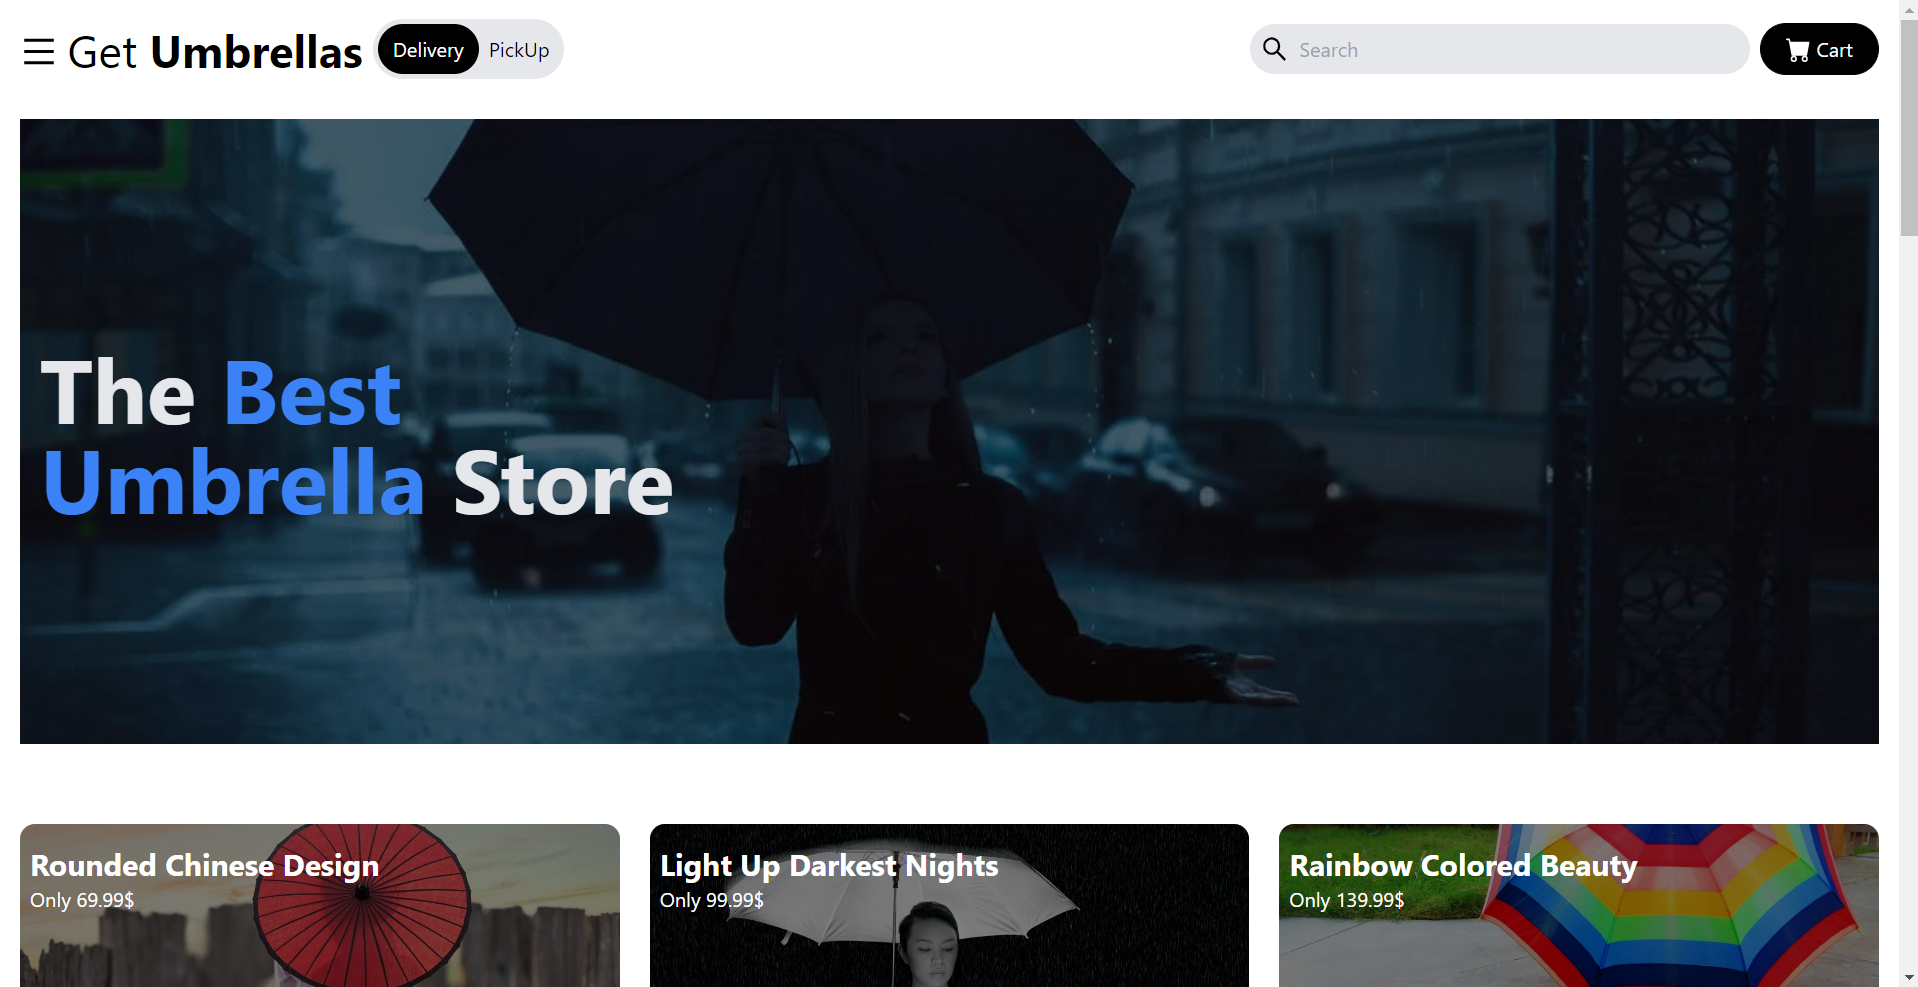 Get Umbrellas
Delivery PickUp
Search
Cart
The Best
Umbrella Store
Rounded Chinese Design
Only 69.99$
Light Up Darkest Nights
Only 99.99$
Rainbow Colored Beauty
Only 139.99$